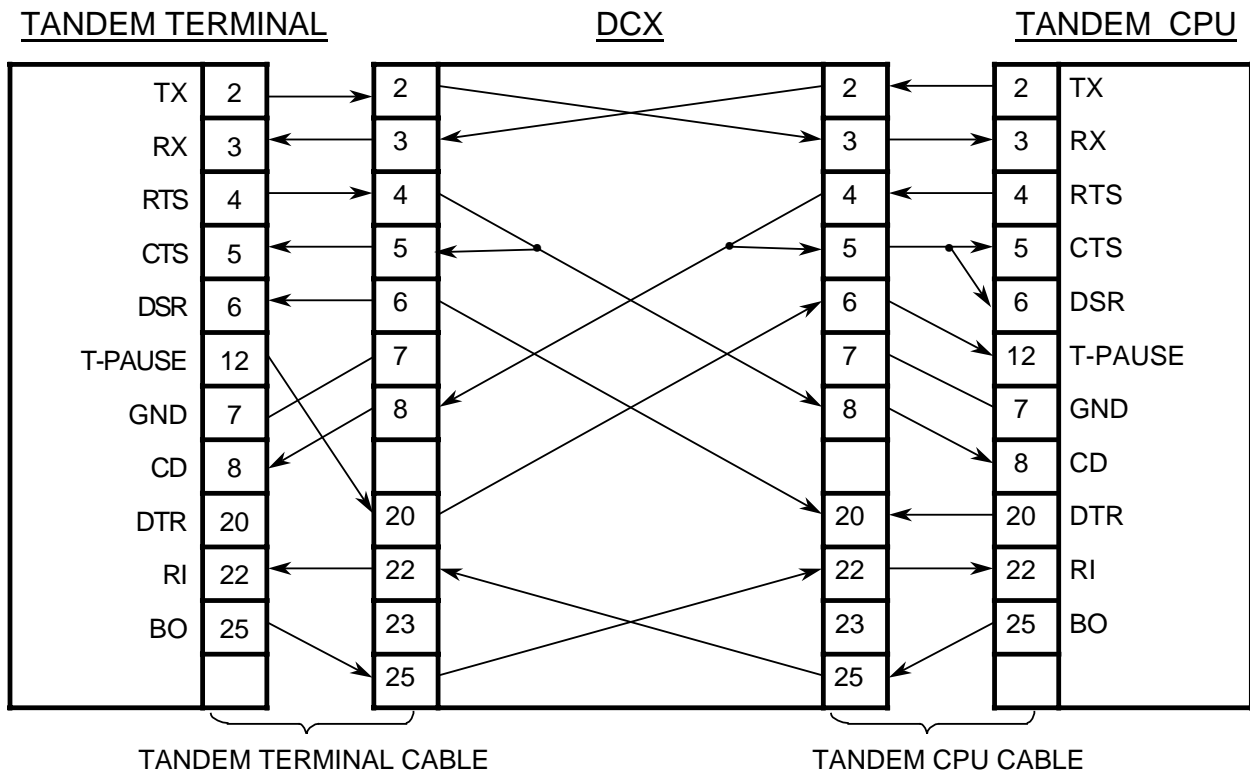 TANDEM TERMINAL DCX TANDEM CPU
TX 2 2 2 2 TX
RX 3 3 3 3 RX
RTS 4 4 4 4 RTS
CTS 5 5 5 5 CTS
DSR 6 6 6 6 DSR
T-PAUSE 12 7 7 12 T-PAUSE
GND 7 8 8 7 GND
CD 8 8 CD
DTR 20 20 20 20 DTR
RI 22 22 22 22 RI
BO 25 23 23 25 BO
25 25
TANDEM TERMINAL CABLE TANDEM CPU CABLE